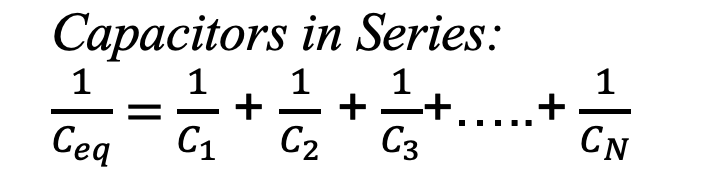 Capacitors in Series:
1/C_eq = 1/C_1 + 1/C_2 + 1/C_3 +.....+ 1/C_N